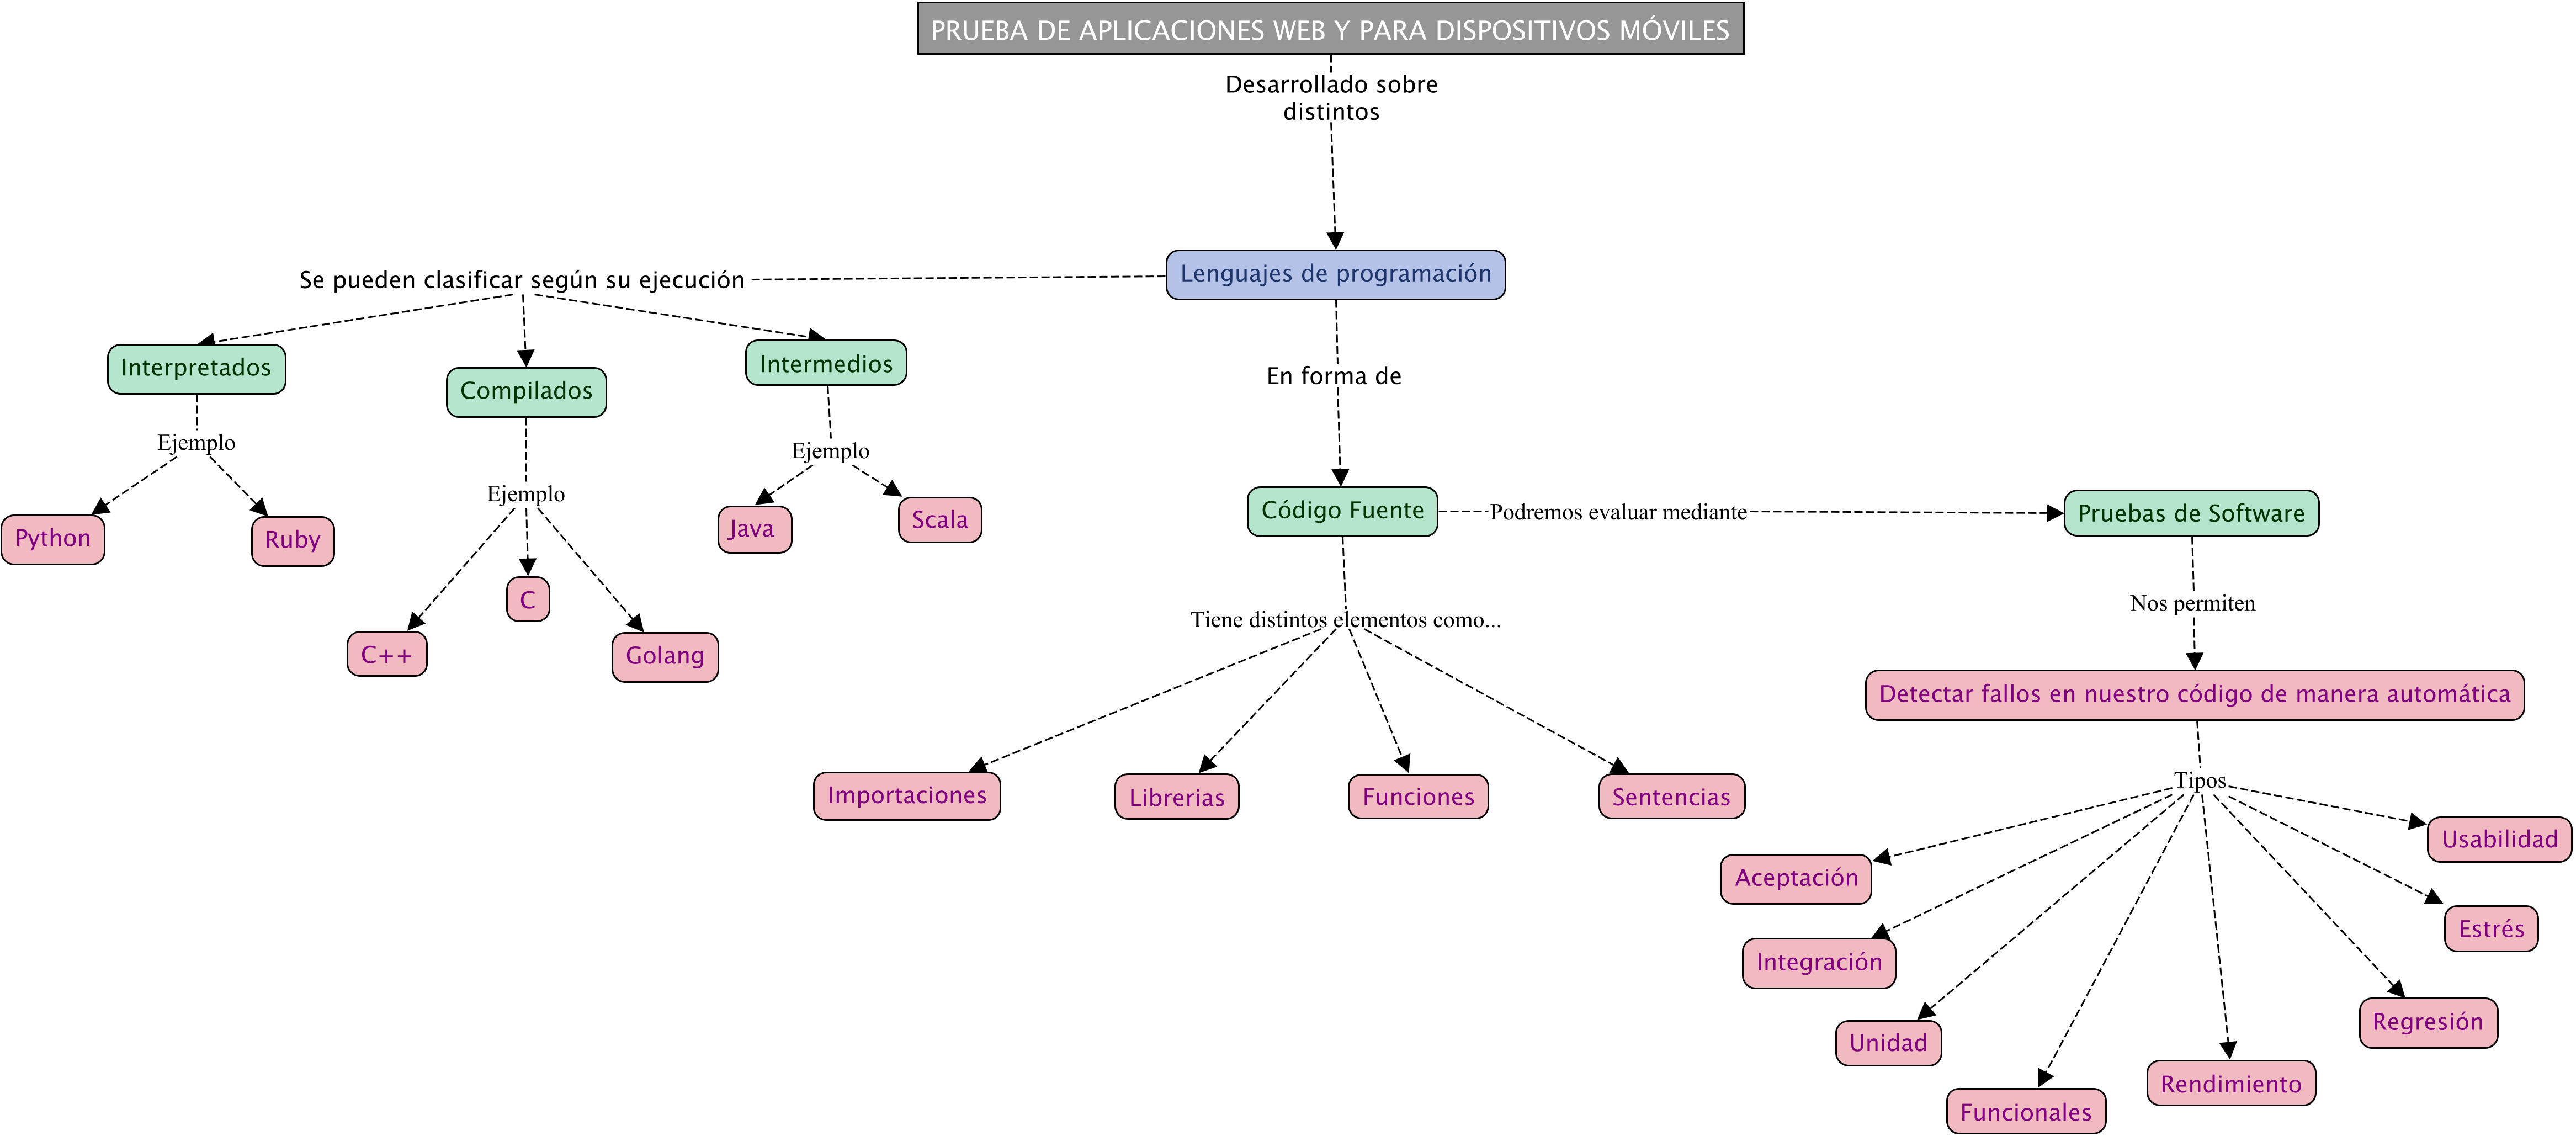 PRUEBA DE APLICACIONES WEB Y PARA DISPOSITIVOS MÓVILES
Desarrollado sobre
distintos
Lenguajes de programación
Se pueden clasificar según su ejecución
Interpretados
Compilados
Intermedios
Ejemplo
Python
Ruby
Ejemplo
C++
C
Golang
Ejemplo
Java
Scala
En forma de
Código Fuente
Podremos evaluar mediante
Pruebas de Software
Tiene distintos elementos como...
Importaciones
Librerias
Funciones
Sentencias
Nos permiten
Detectar fallos en nuestro código de manera automática
Tipos
Aceptación
Integración
Unidad
Funcionales
Rendimiento
Regresión
Estrés
Usabilidad